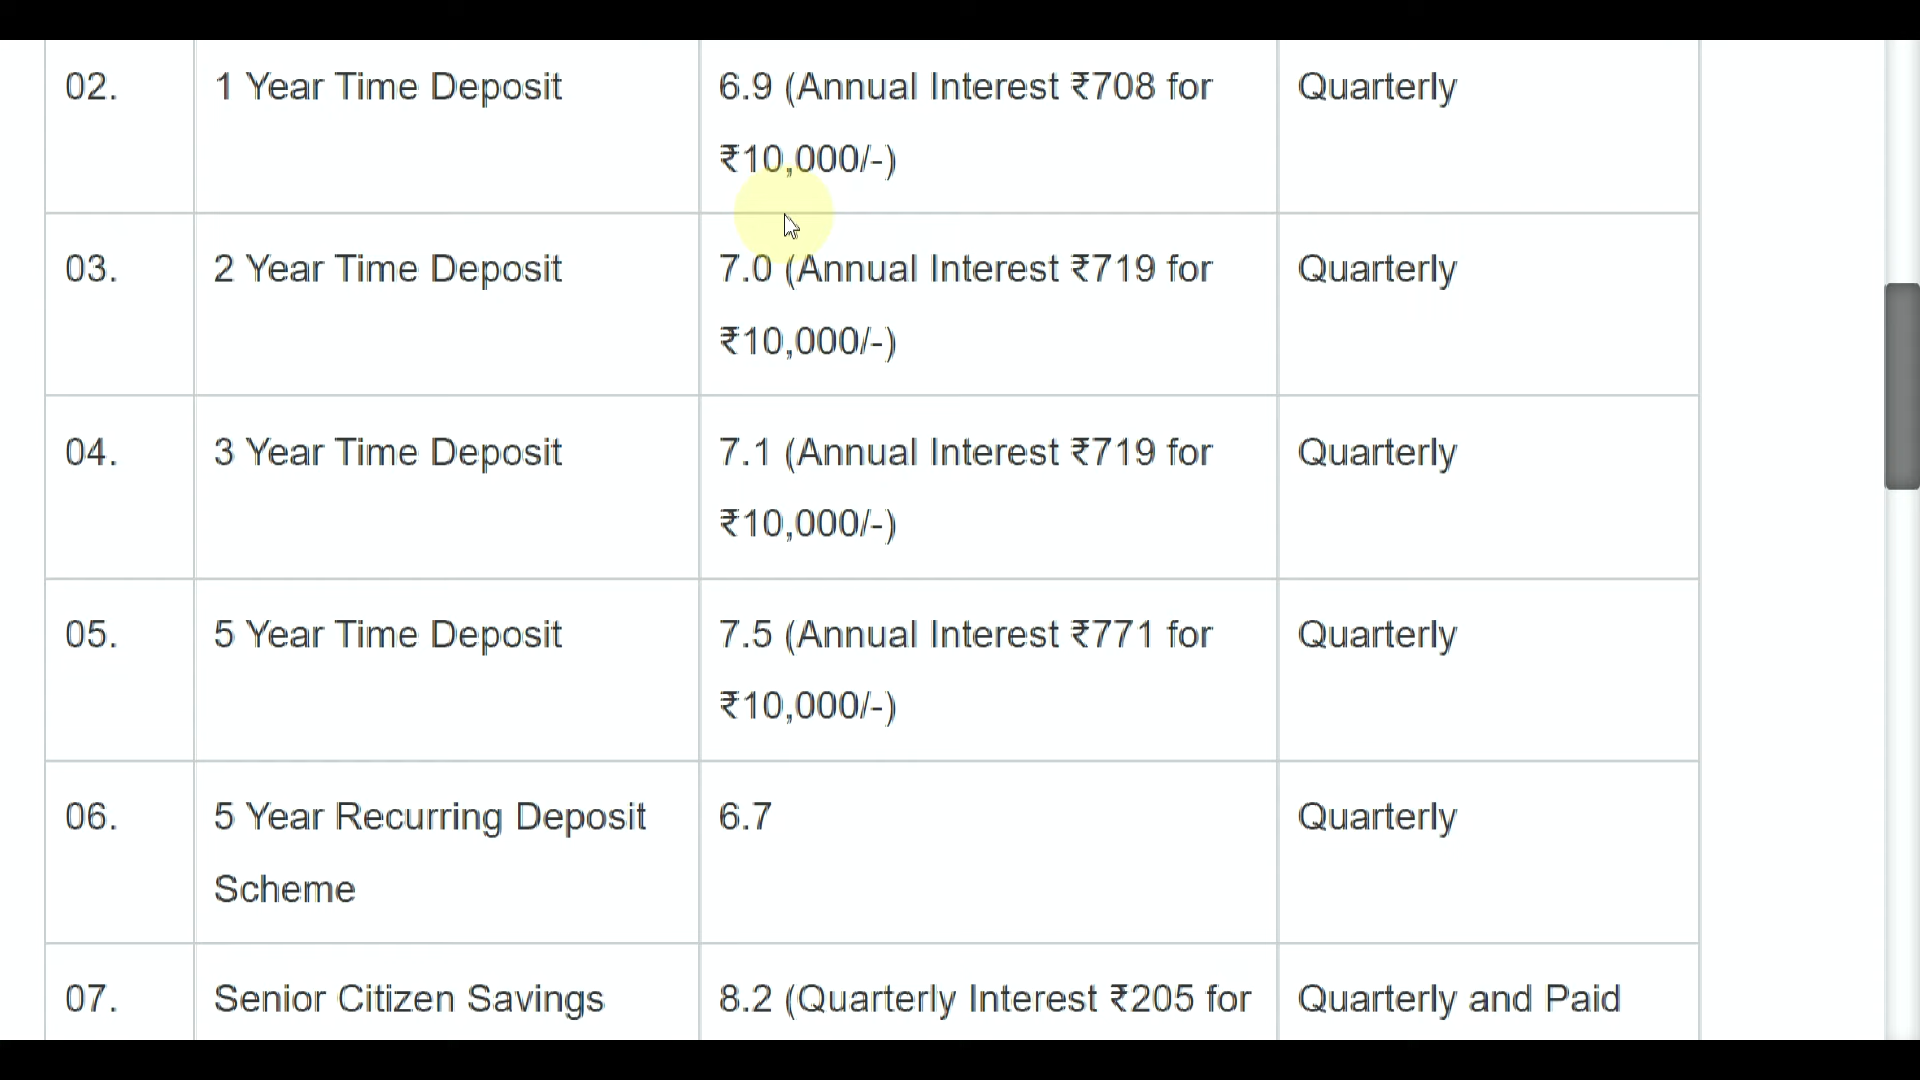 02. 1 Year Time Deposit 6.9 (Annual Interest ₹708 for Quarterly
₹10,000/-)
03. 2 Year Time Deposit 7.0 (Annual Interest ₹719 for Quarterly
₹10,000/-)
04. 3 Year Time Deposit 7.1 (Annual Interest ₹719 for Quarterly
₹10,000/-)
05. 5 Year Time Deposit 7.5 (Annual Interest ₹771 for Quarterly
₹10,000/-)
06. 5 Year Recurring Deposit 6.7 Quarterly
Scheme
07. Senior Citizen Savings 8.2 (Quarterly Interest ₹205 for Quarterly and Paid